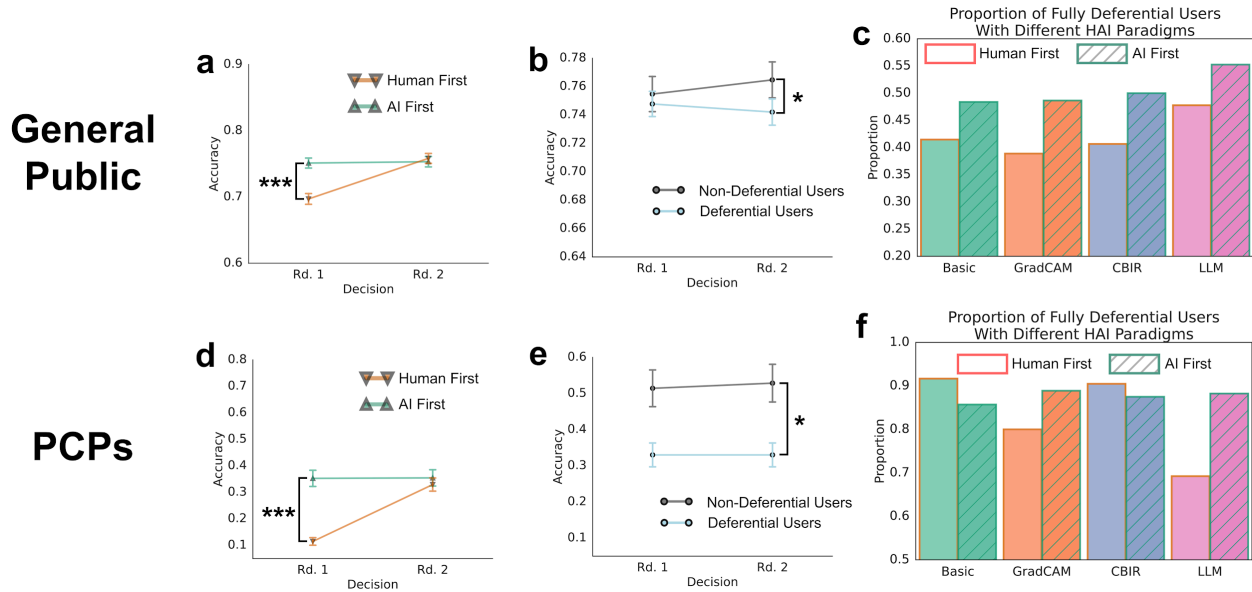 General
Public
a
0.9
0.8
0.7
0.6
Accuracy
Human First
AI First
***
Rd. 1
Rd. 2
Decision
b
0.78
0.76
0.74
0.72
0.70
0.68
0.66
0.64
Accuracy
*
Non-Deferential Users
Deferential Users
Rd. 1
Rd. 2
Decision
c
Proportion of Fully Deferential Users
With Different HAI Paradigms
0.60
0.55
0.50
0.45
0.40
0.35
0.30
0.25
0.20
Proportion
Human First
AI First
Basic
GradCAM
CBIR
LLM
PCPs
d
0.8
0.7
0.6
0.5
0.4
0.3
0.2
0.1
Accuracy
Human First
AI First
***
Rd. 1
Rd. 2
Decision
e
0.6
0.5
0.4
0.3
0.2
0.1
Accuracy
*
Non-Deferential Users
Deferential Users
Rd. 1
Rd. 2
Decision
f
Proportion of Fully Deferential Users
With Different HAI Paradigms
1.0
0.9
0.8
0.7
0.6
0.5
Proportion
Human First
AI First
Basic
GradCAM
CBIR
LLM